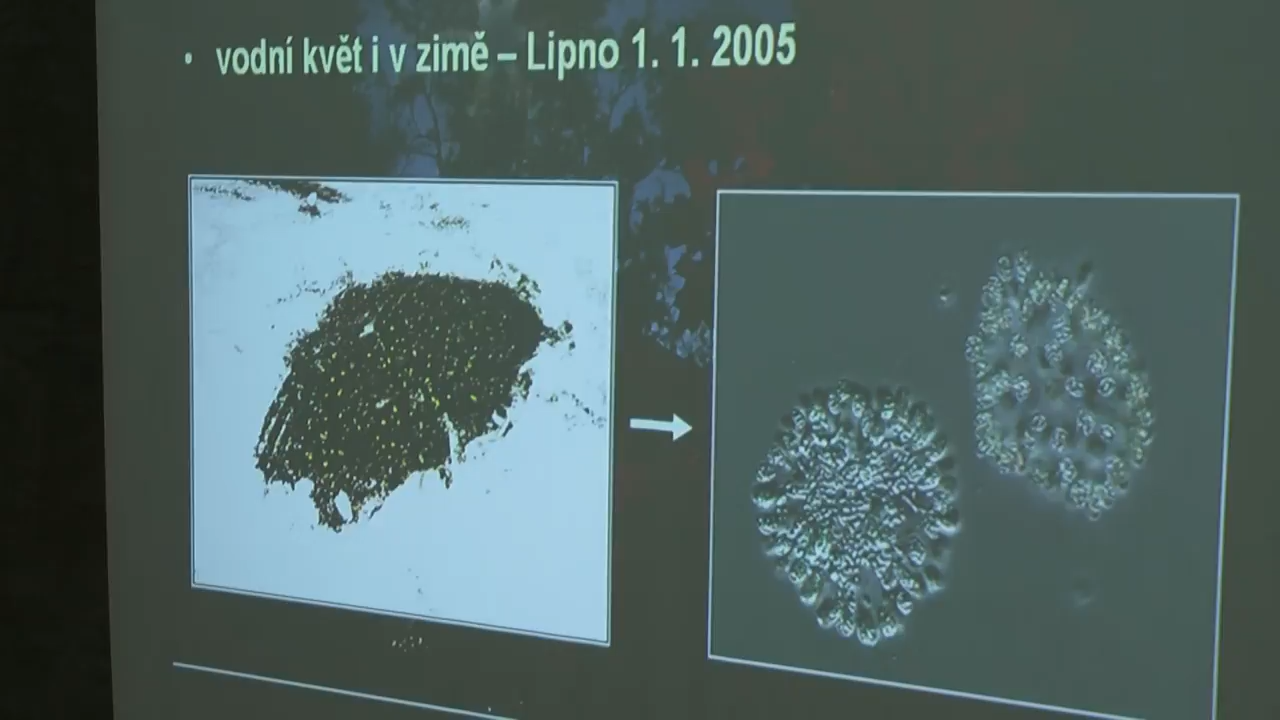 • vodní květ i v zimě – Lipno 1. 1. 2005